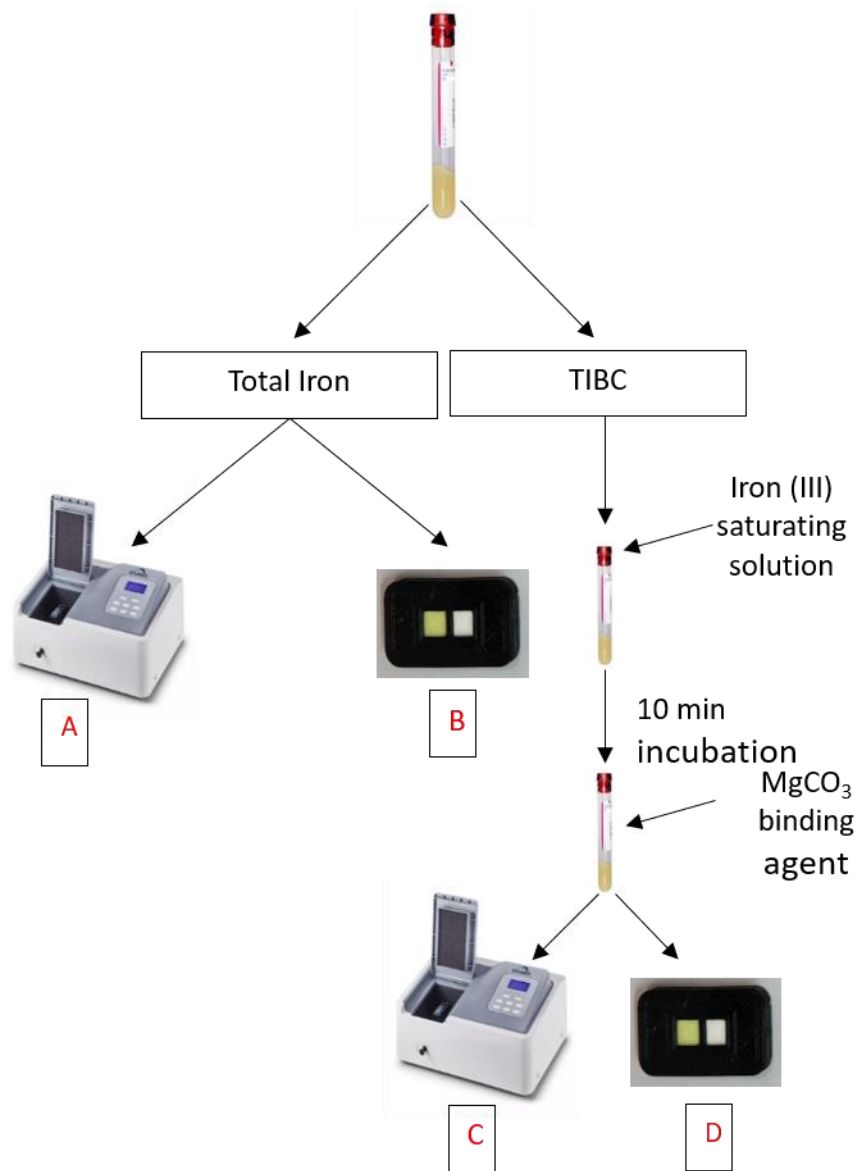 Total Iron
TIBC
Iron (III)
saturating
solution
A
B
10 min
incubation
MgCO₃
binding
agent
C
D